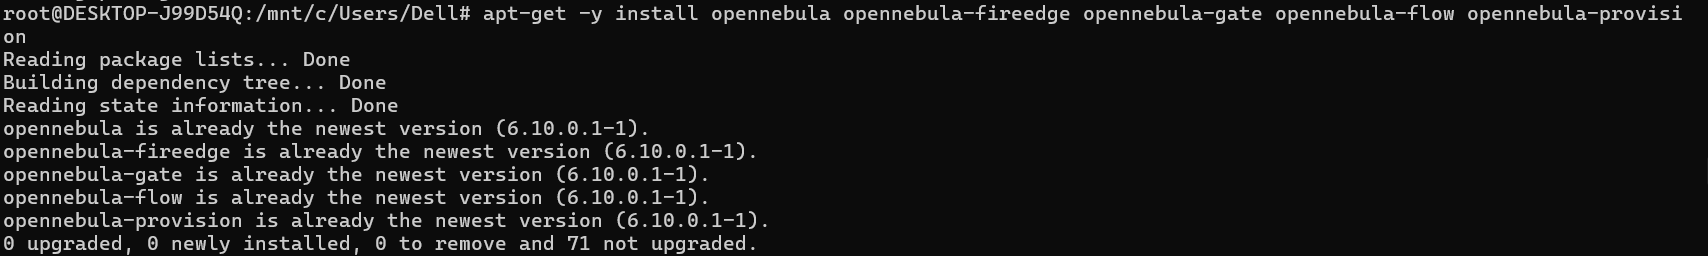 root@DESKTOP-J99D54Q:/mnt/c/Users/Dell# apt-get -y install opennebula opennebula-fireedge opennebula-gate opennebula-flow opennebula-provisi
on
Reading package lists... Done
Building dependency tree... Done
Reading state information... Done
opennebula is already the newest version (6.10.0.1-1).
opennebula-fireedge is already the newest version (6.10.0.1-1).
opennebula-gate is already the newest version (6.10.0.1-1).
opennebula-flow is already the newest version (6.10.0.1-1).
opennebula-provision is already the newest version (6.10.0.1-1).
0 upgraded, 0 newly installed, 0 to remove and 71 not upgraded.